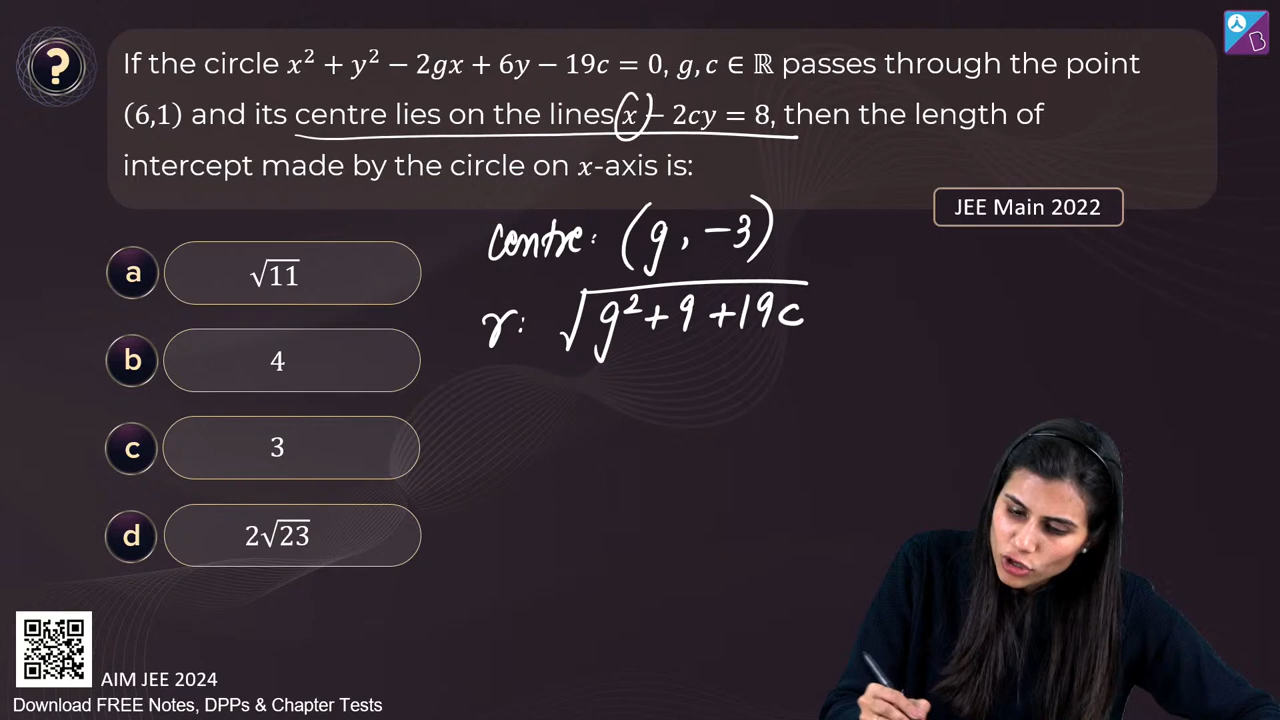 ?
If the circle x² + y² − 2gx + 6y − 19c = 0, g, c ∈ ℝ passes through the point
(6,1) and its centre lies on the lines x − 2cy = 8, then the length of
intercept made by the circle on x-axis is:
JEE Main 2022
centre: (g, −3)
r: √(g² + 9 + 19c)
a √11
b 4
c 3
d 2√23
AIM JEE 2024
Download FREE Notes, DPPs & Chapter Tests
B